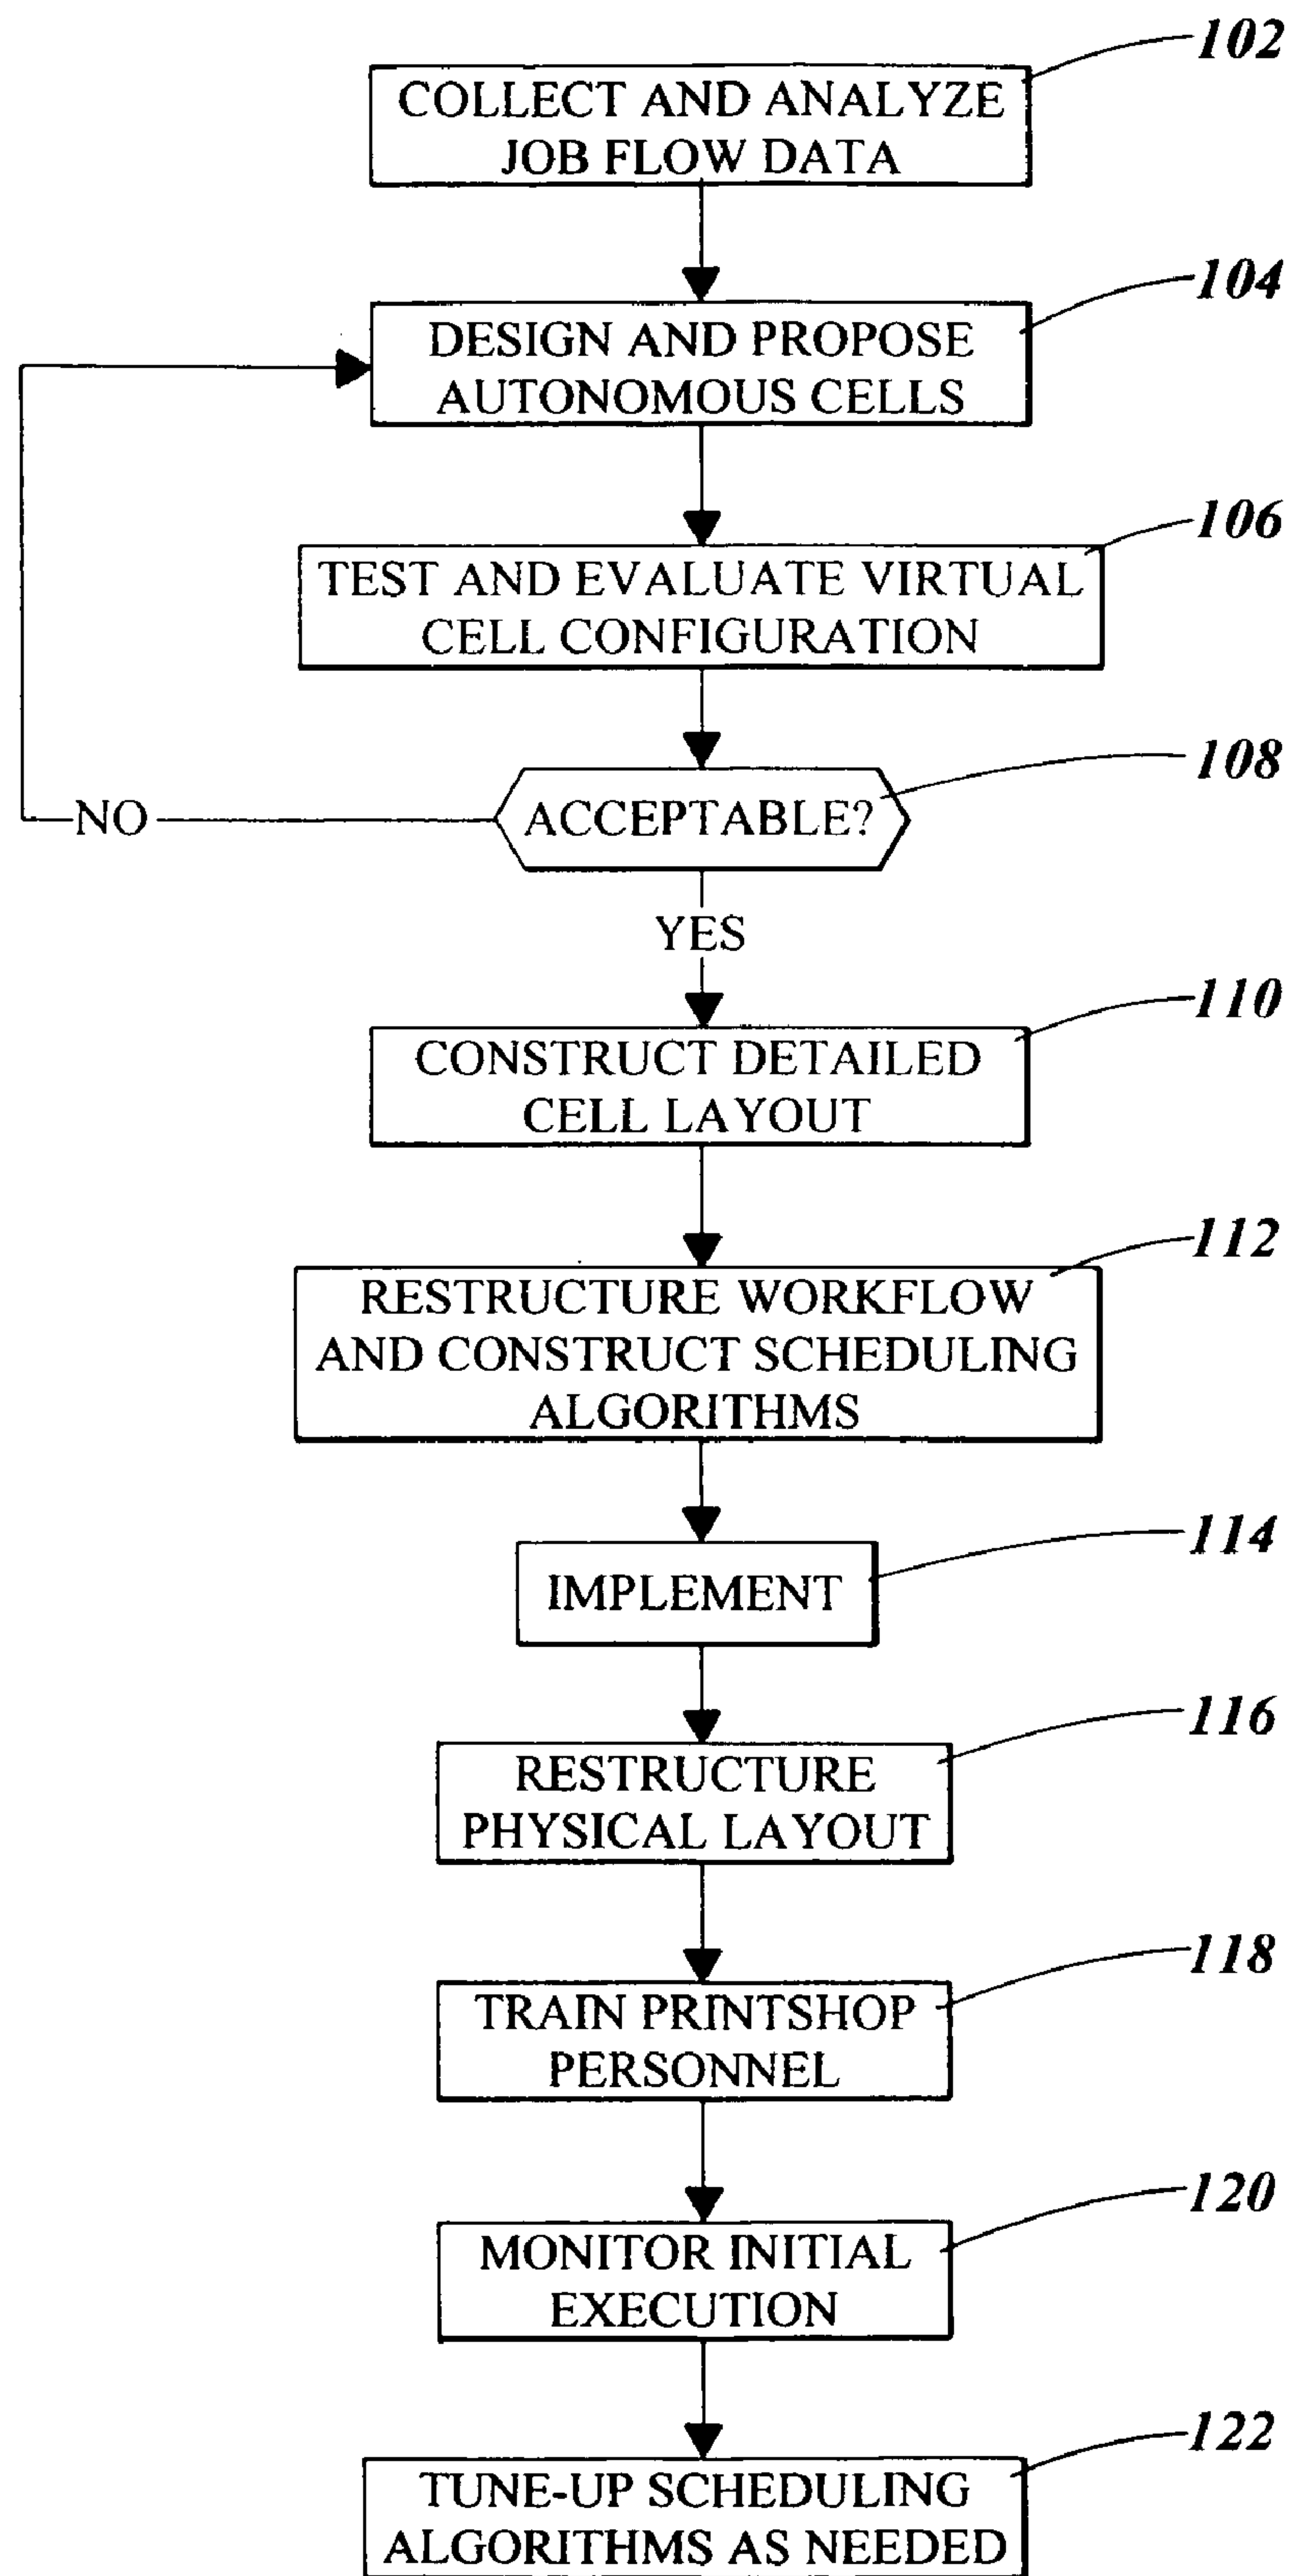 102
COLLECT AND ANALYZE
JOB FLOW DATA
104
DESIGN AND PROPOSE
AUTONOMOUS CELLS
106
TEST AND EVALUATE VIRTUAL
CELL CONFIGURATION
108
ACCEPTABLE?
NO
YES
110
CONSTRUCT DETAILED
CELL LAYOUT
112
RESTRUCTURE WORKFLOW
AND CONSTRUCT SCHEDULING
ALGORITHMS
114
IMPLEMENT
116
RESTRUCTURE
PHYSICAL LAYOUT
118
TRAIN PRINTSHOP
PERSONNEL
120
MONITOR INITIAL
EXECUTION
122
TUNE-UP SCHEDULING
ALGORITHMS AS NEEDED